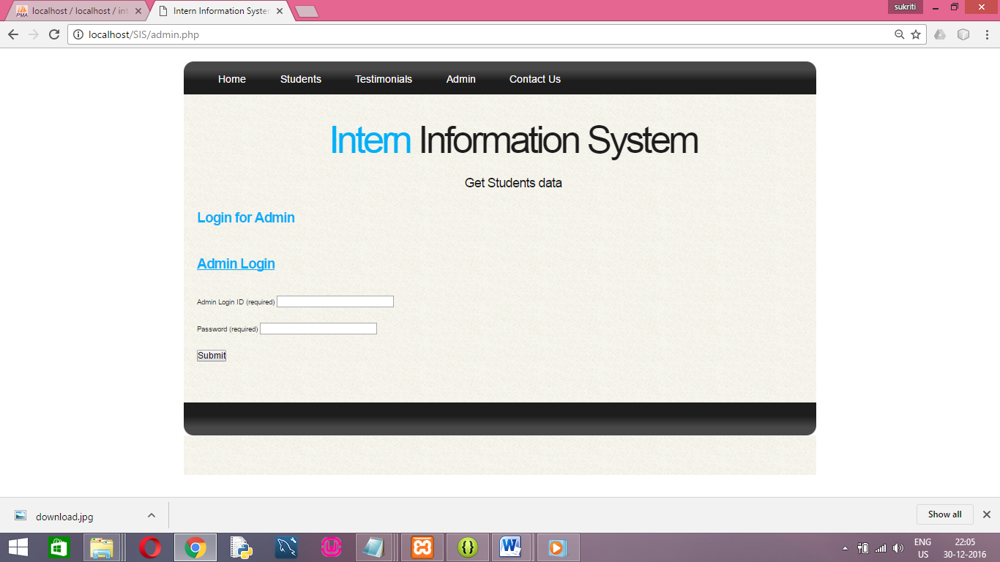 PMA localhost / localhost / int
Intern Information System
sukriti
localhost/SIS/admin.php
Home Students Testimonials Admin Contact Us
Intern Information System
Get Students data
Login for Admin
Admin Login
Admin Login ID (required)
Password (required)
Submit
download.jpg
Show all
ENG 22:05
US 30-12-2016